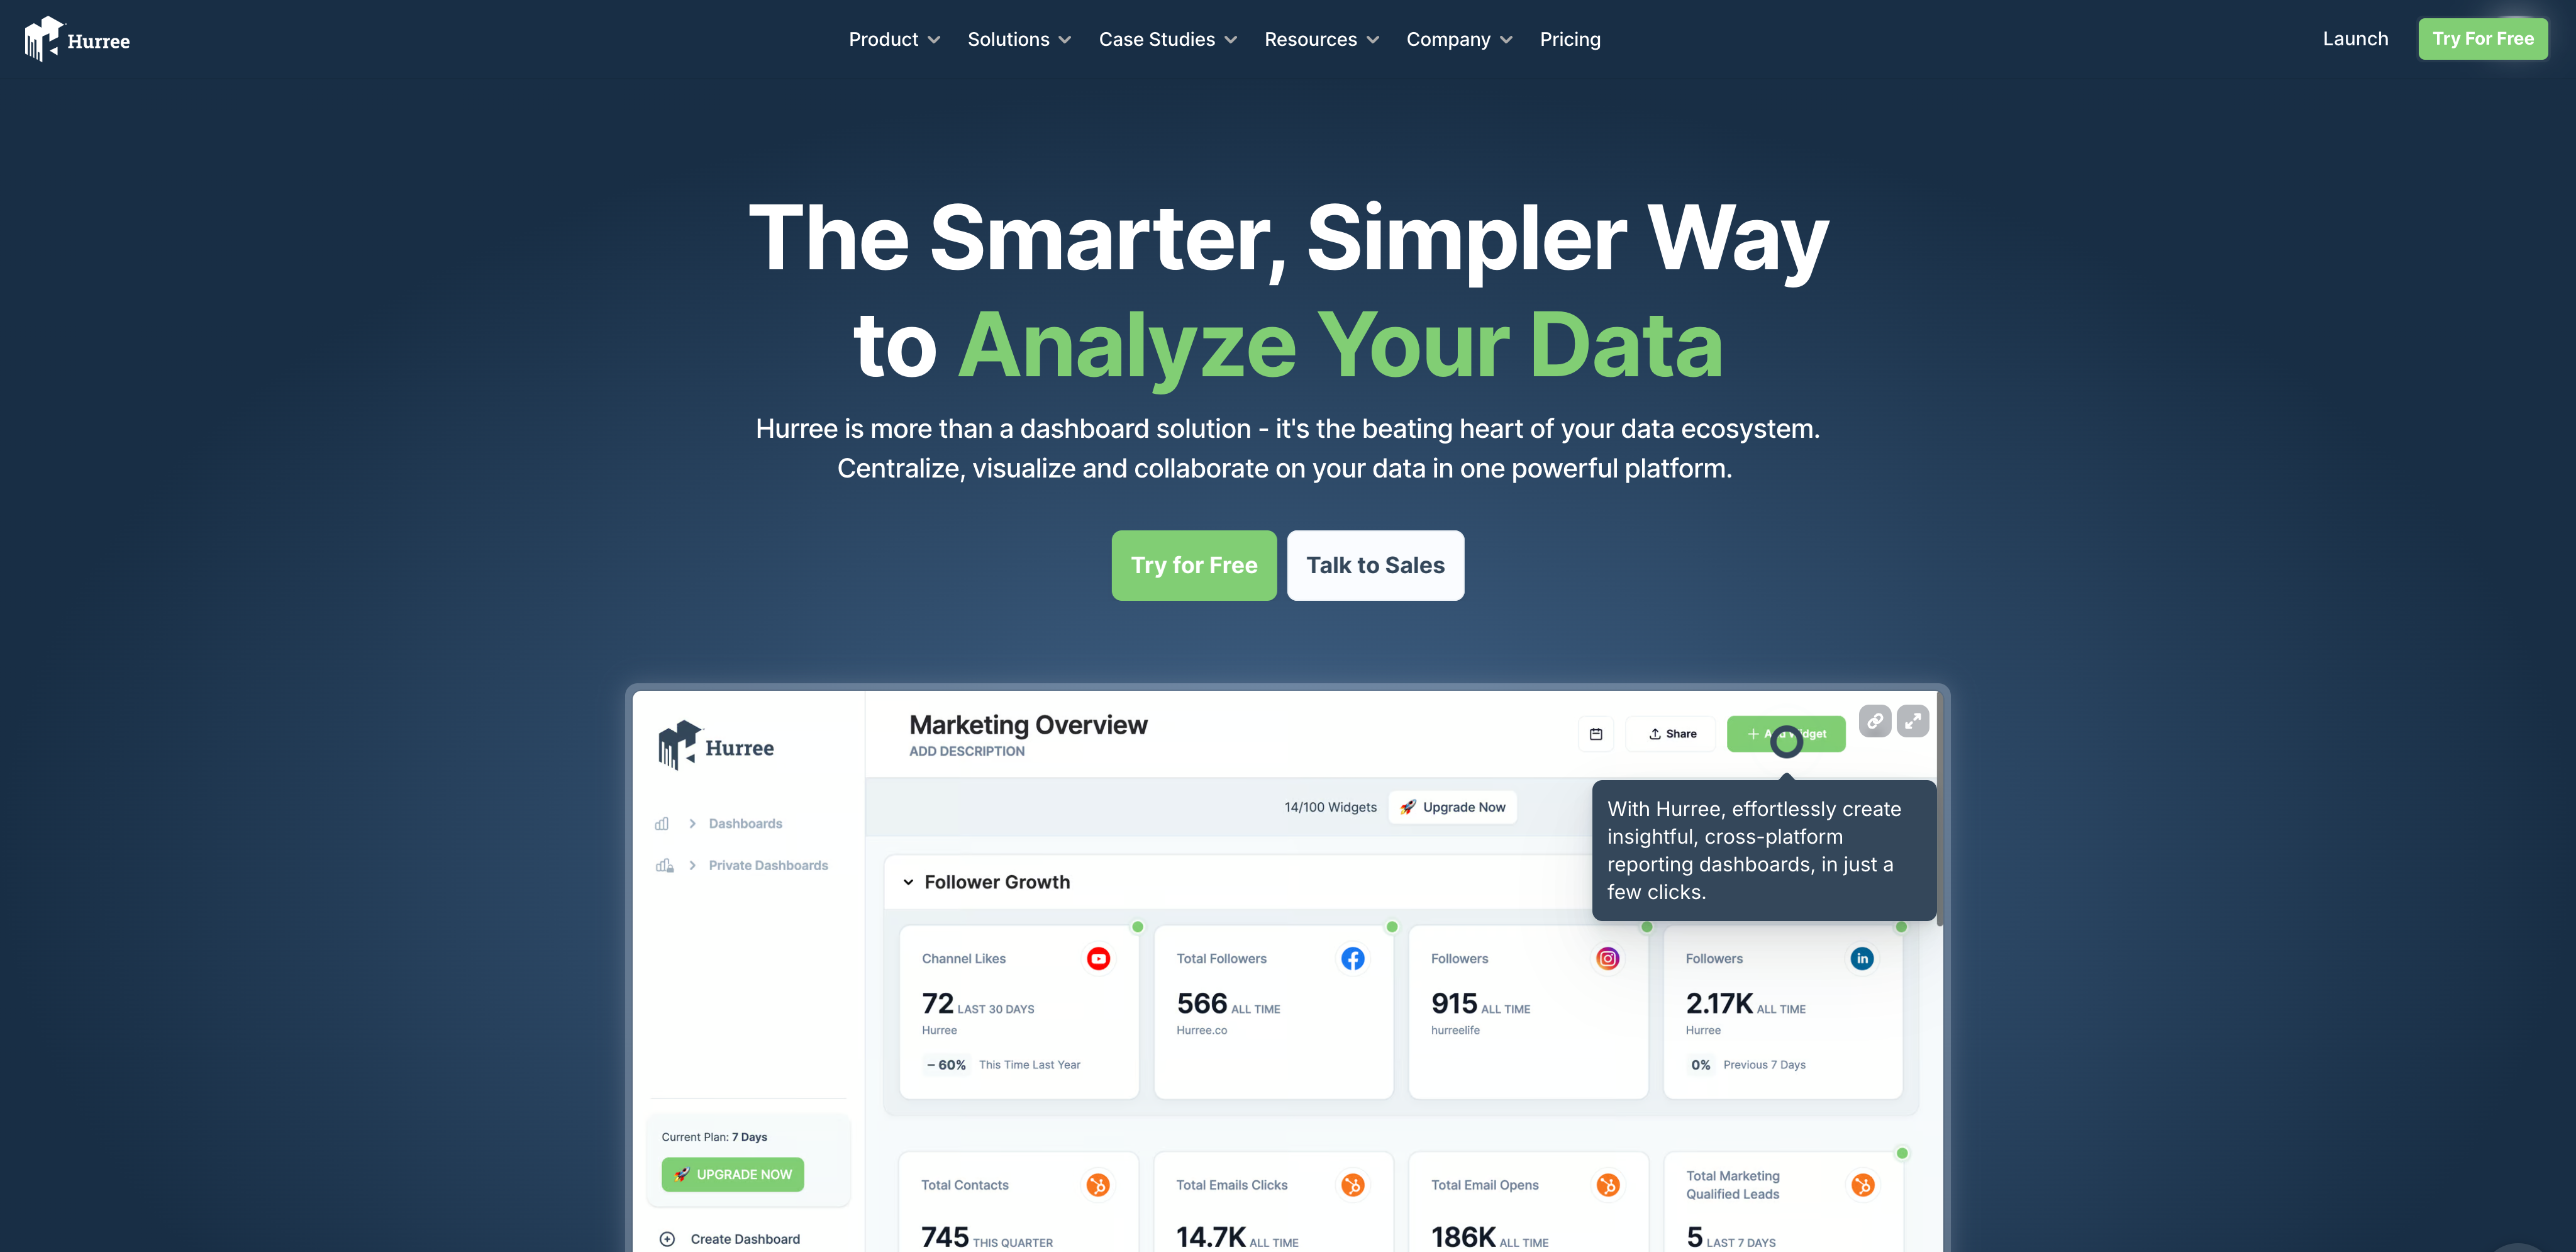 Hurree
Product
Solutions
Case Studies
Resources
Company
Pricing
Launch
Try For Free
The Smarter, Simpler Way
to Analyze Your Data
Hurree is more than a dashboard solution - it's the beating heart of your data ecosystem.
Centralize, visualize and collaborate on your data in one powerful platform.
Try for Free
Talk to Sales
Hurree
Dashboards
Private Dashboards
Current Plan: 7 Days
UPGRADE NOW
Create Dashboard
Marketing Overview
ADD DESCRIPTION
Share
14/100 Widgets
Upgrade Now
With Hurree, effortlessly create
insightful, cross-platform
reporting dashboards, in just a
few clicks.
Follower Growth
Channel Likes
72 LAST 30 DAYS
Hurree
– 60% This Time Last Year
Total Followers
566 ALL TIME
Hurree.co
Followers
915 ALL TIME
hurreelife
Followers
in
2.17K ALL TIME
Hurree
0% Previous 7 Days
Total Contacts
745 THIS QUARTER
Total Emails Clicks
14.7K ALL TIME
Total Email Opens
186K ALL TIME
Total Marketing
Qualified Leads
5 LAST 7 DAYS